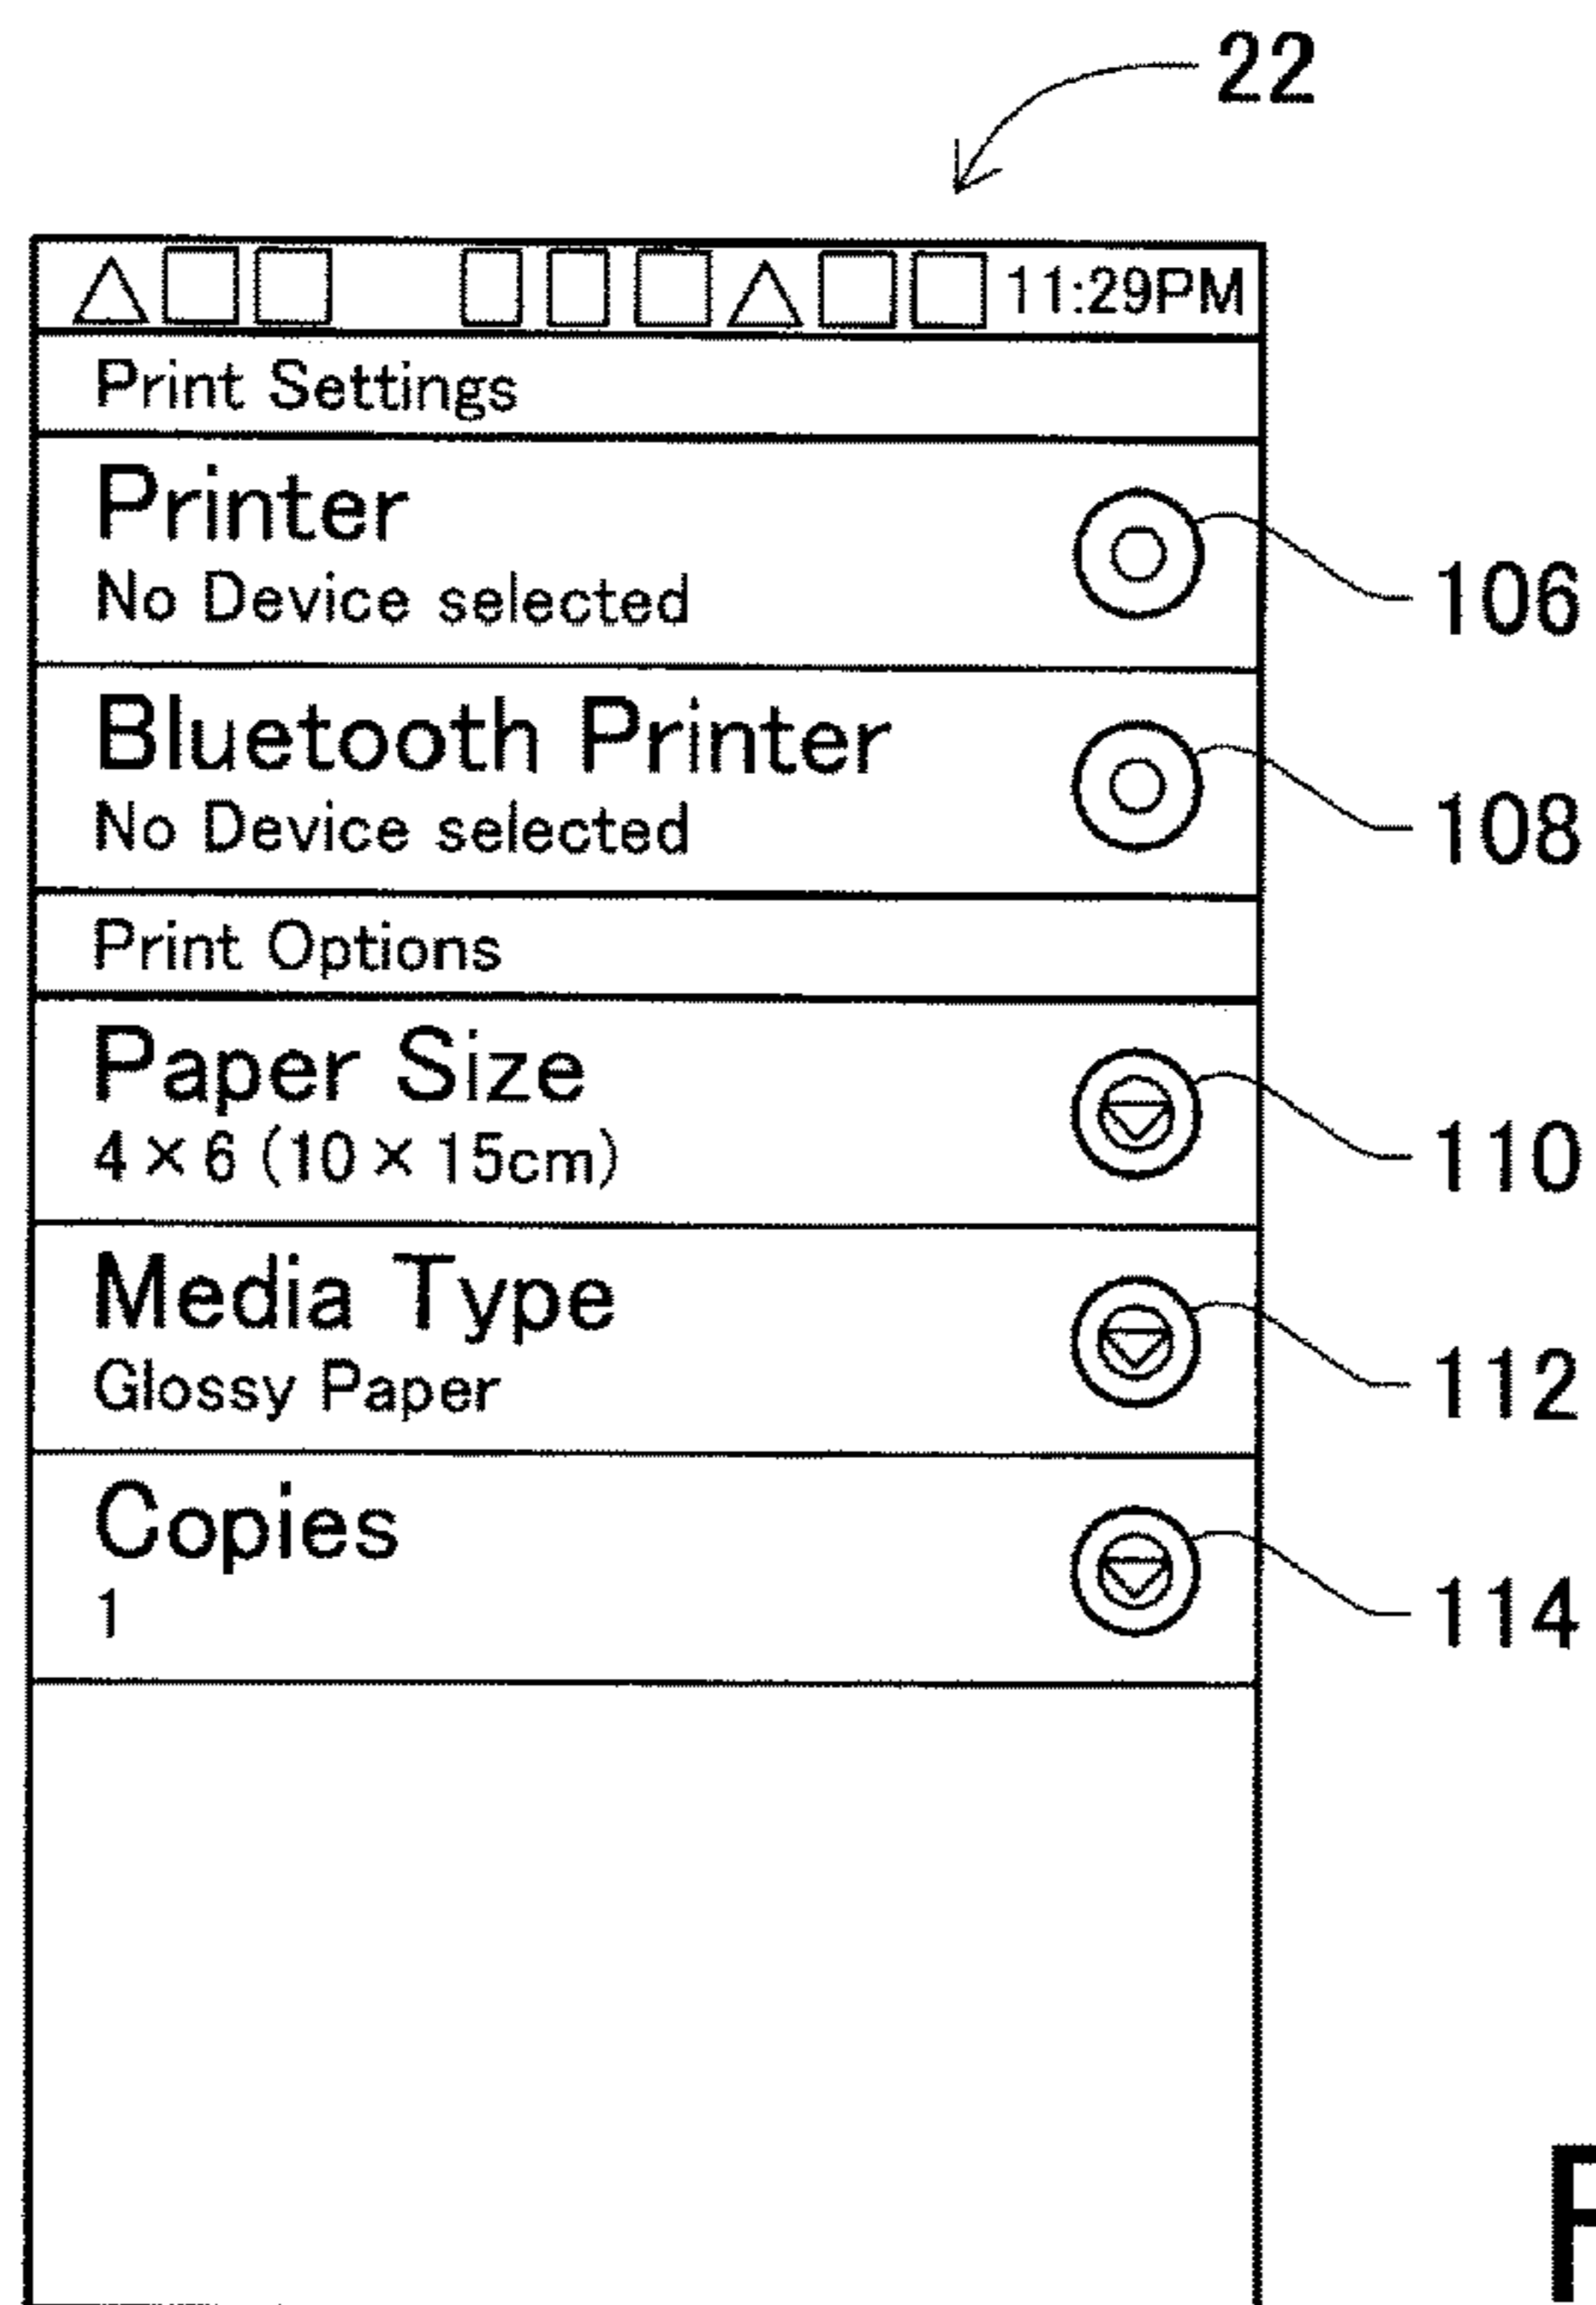 22
11:29PM
Print Settings
Printer
No Device selected
106
Bluetooth Printer
No Device selected
108
Print Options
Paper Size
4×6 (10×15cm)
110
Media Type
Glossy Paper
112
Copies
1
114